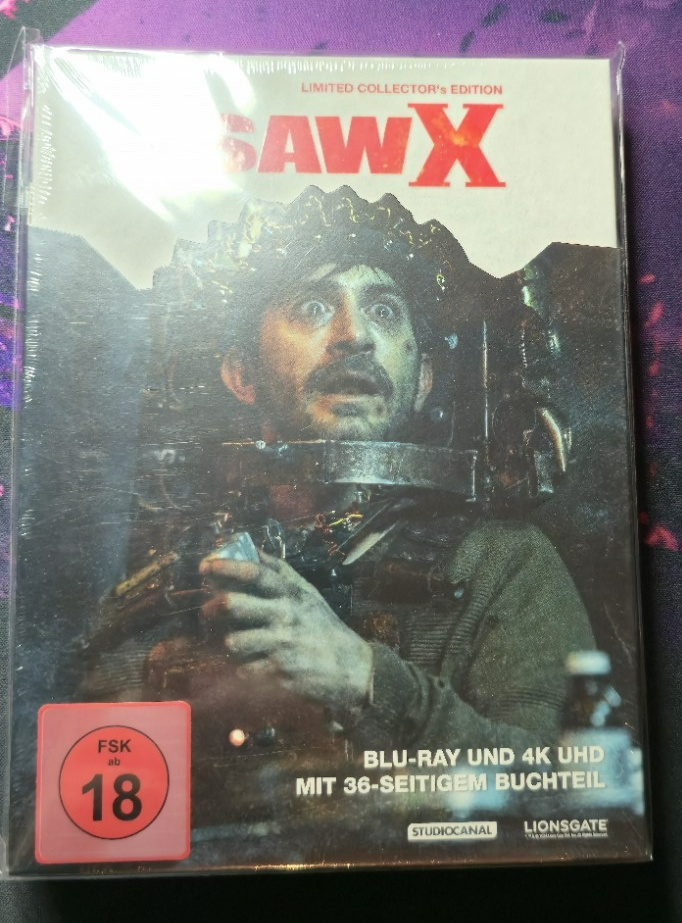 LIMITED COLLECTOR's EDITION
SAW X
FSK
ab
18
BLU-RAY UND 4K UHD
MIT 36-SEITIGEM BUCHTEIL
STUDIOCANAL
LIONSGATE